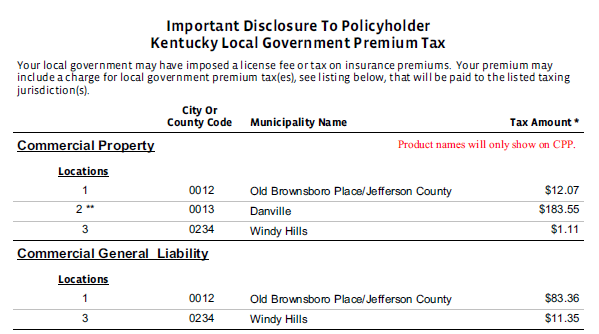 Important Disclosure To Policyholder
Kentucky Local Government Premium Tax
Your local government may have imposed a license fee or tax on insurance premiums. Your premium may
include a charge for local government premium tax(es), see listing below, that will be paid to the listed taxing
jurisdiction(s).
City Or
County Code Municipality Name Tax Amount *
Commercial Property Product names will only show on CPP.
Locations
1 0012 Old Brownsboro Place/Jefferson County $12.07
2 ** 0013 Danville $183.55
3 0234 Windy Hills $1.11
Commercial General Liability
Locations
1 0012 Old Brownsboro Place/Jefferson County $83.36
3 0234 Windy Hills $11.35